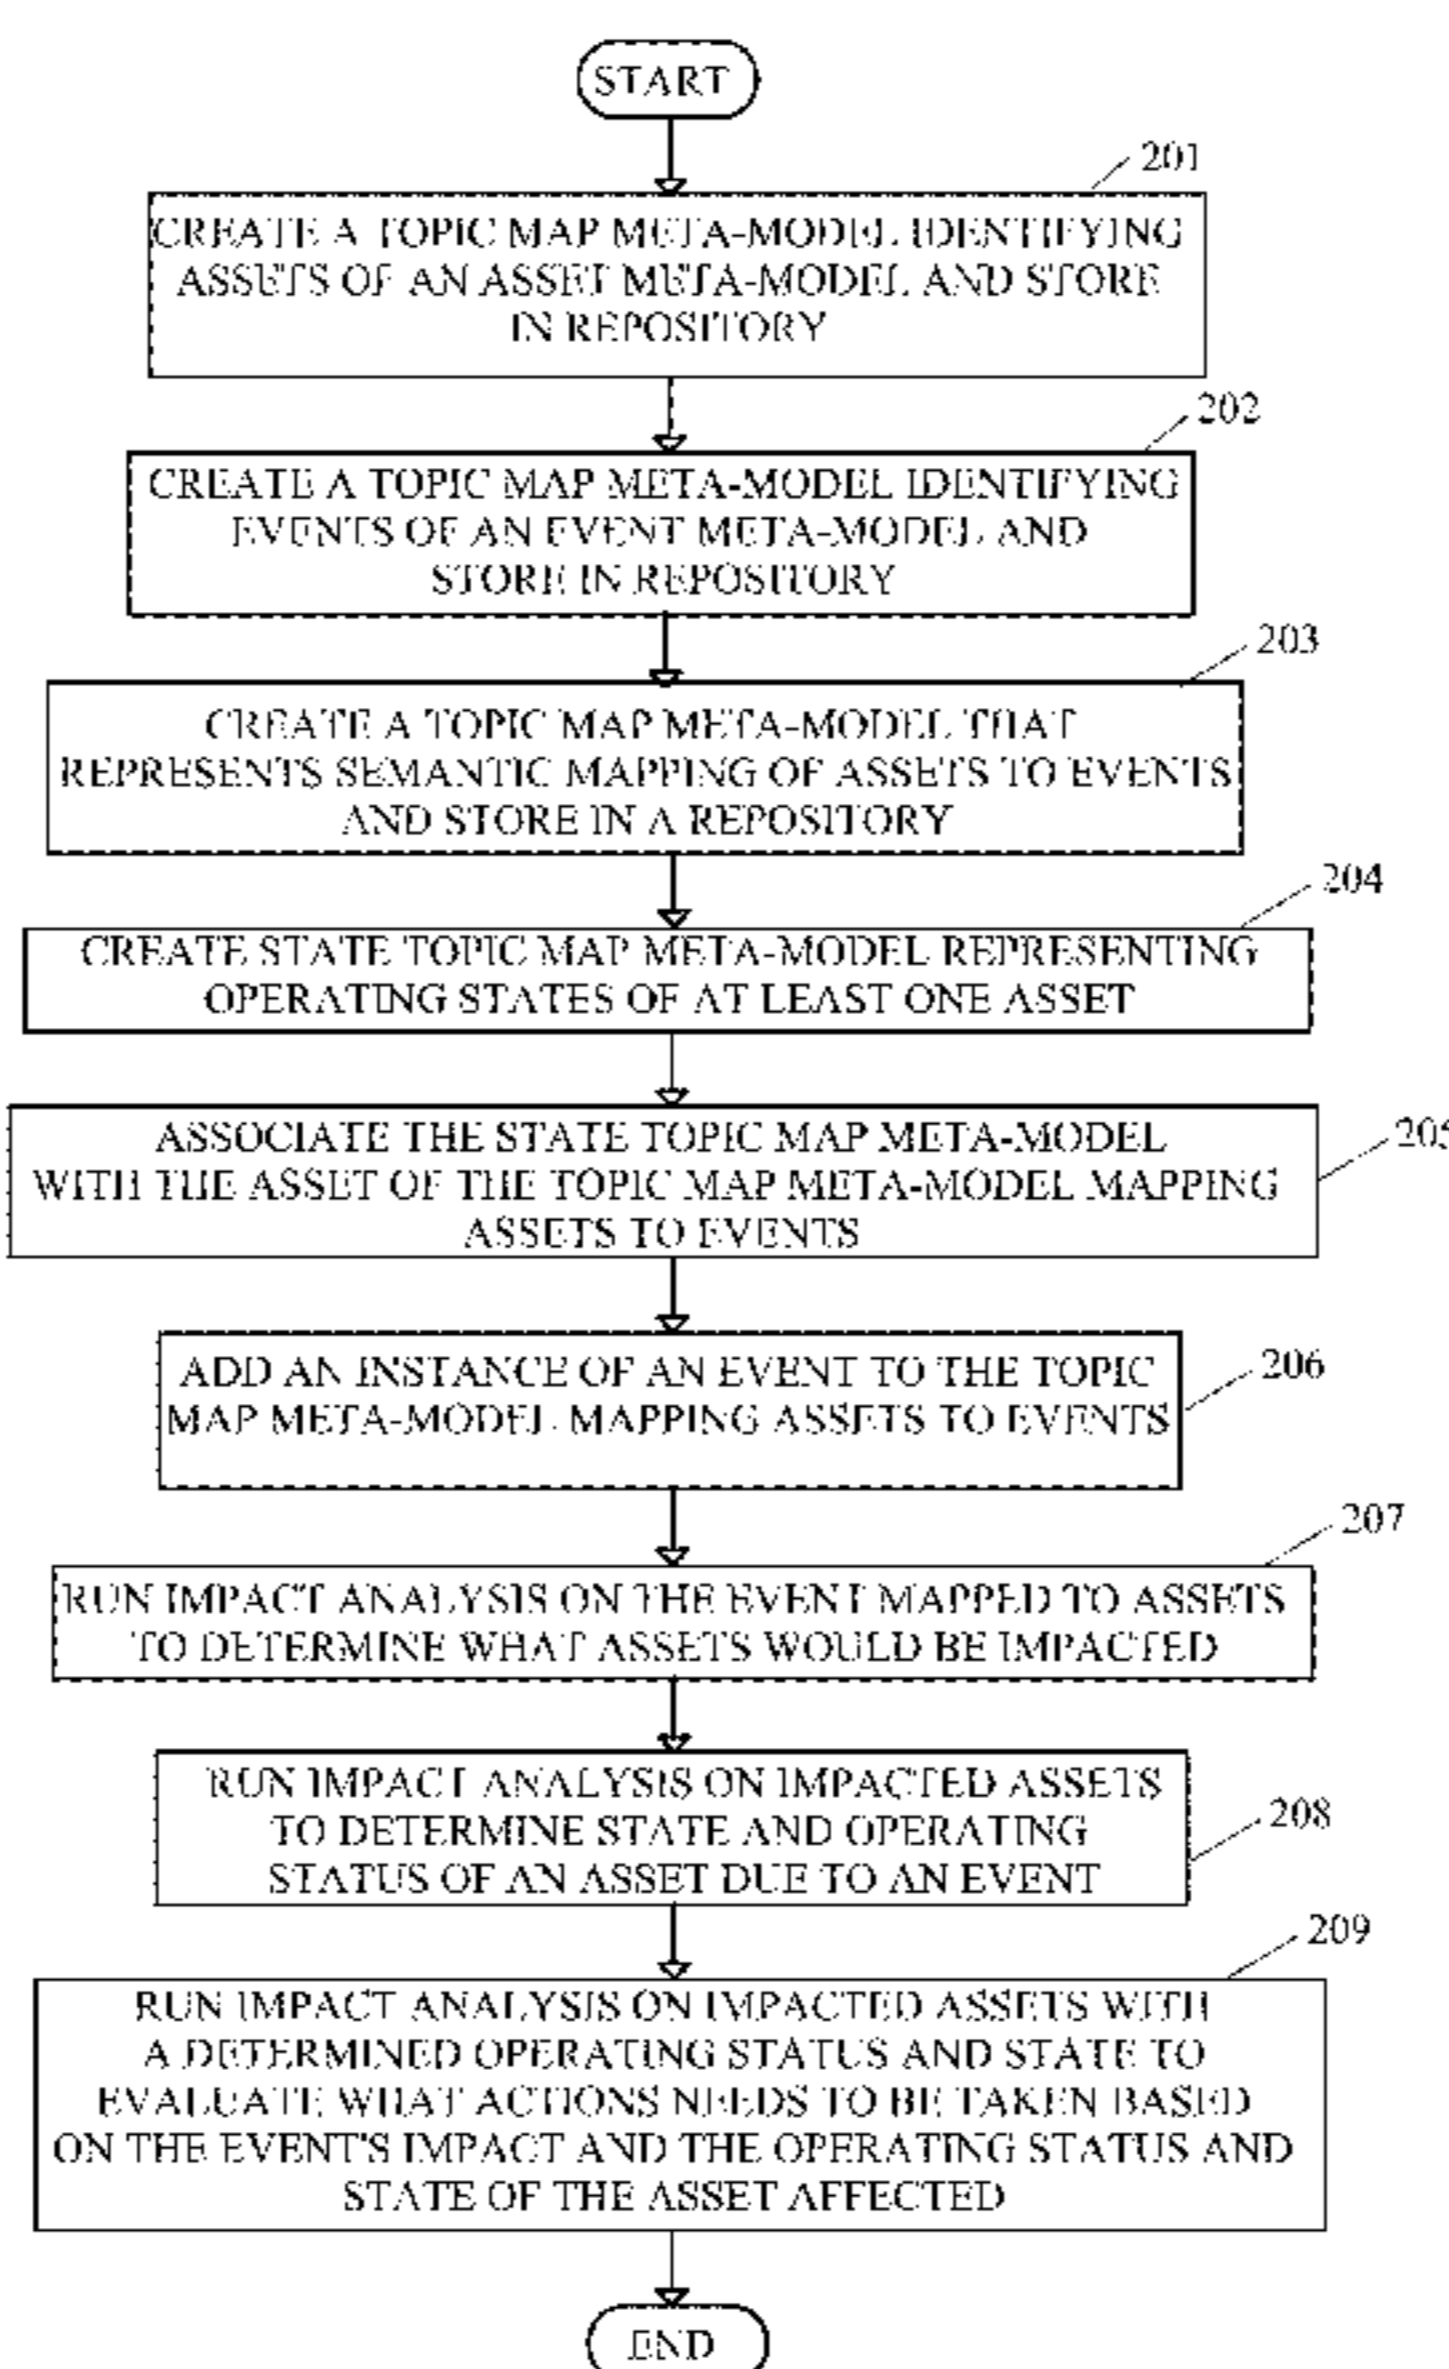 START
201
CREATE A TOPIC MAP META-MODEL IDENTIFYING
ASSETS OF AN ASSET META-MODEL AND STORE
IN REPOSITORY
202
CREATE A TOPIC MAP META-MODEL IDENTIFYING
EVENTS OF AN EVENT META-MODEL AND
STORE IN REPOSITORY
203
CREATE A TOPIC MAP META-MODEL THAT
REPRESENTS SEMANTIC MAPPING OF ASSETS TO EVENTS
AND STORE IN A REPOSITORY
204
CREATE STATE TOPIC MAP META-MODEL REPRESENTING
OPERATING STATES OF AT LEAST ONE ASSET
205
ASSOCIATE THE STATE TOPIC MAP META-MODEL
WITH THE ASSET OF THE TOPIC MAP META-MODEL MAPPING
ASSETS TO EVENTS
206
ADD AN INSTANCE OF AN EVENT TO THE TOPIC
MAP META-MODEL MAPPING ASSETS TO EVENTS
207
RUN IMPACT ANALYSIS ON THE EVENT MAPPED TO ASSETS
TO DETERMINE WHAT ASSETS WOULD BE IMPACTED
208
RUN IMPACT ANALYSIS ON IMPACTED ASSETS
TO DETERMINE STATE AND OPERATING
STATUS OF AN ASSET DUE TO AN EVENT
209
RUN IMPACT ANALYSIS ON IMPACTED ASSETS WITH
A DETERMINED OPERATING STATUS AND STATE TO
EVALUATE WHAT ACTIONS NEEDS TO BE TAKEN BASED
ON THE EVENT'S IMPACT AND THE OPERATING STATUS AND
STATE OF THE ASSET AFFECTED
END